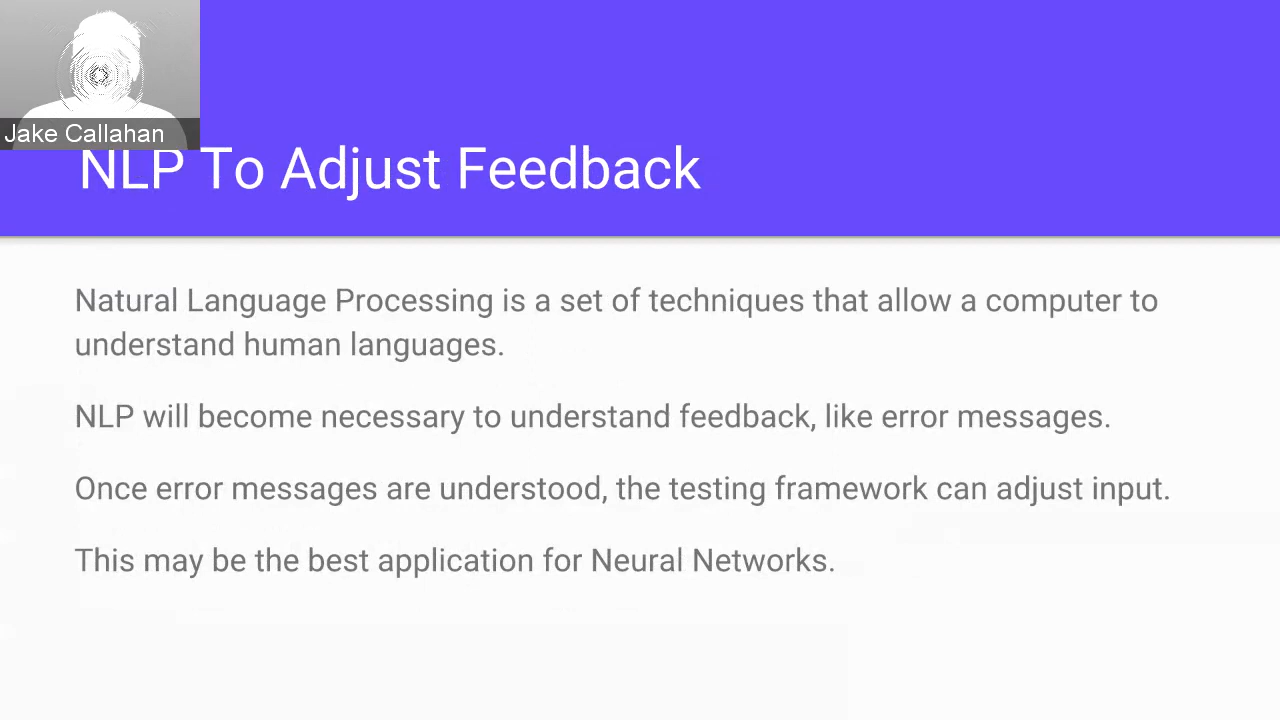 Jake Callahan
NLP To Adjust Feedback
Natural Language Processing is a set of techniques that allow a computer to
understand human languages.
NLP will become necessary to understand feedback, like error messages.
Once error messages are understood, the testing framework can adjust input.
This may be the best application for Neural Networks.